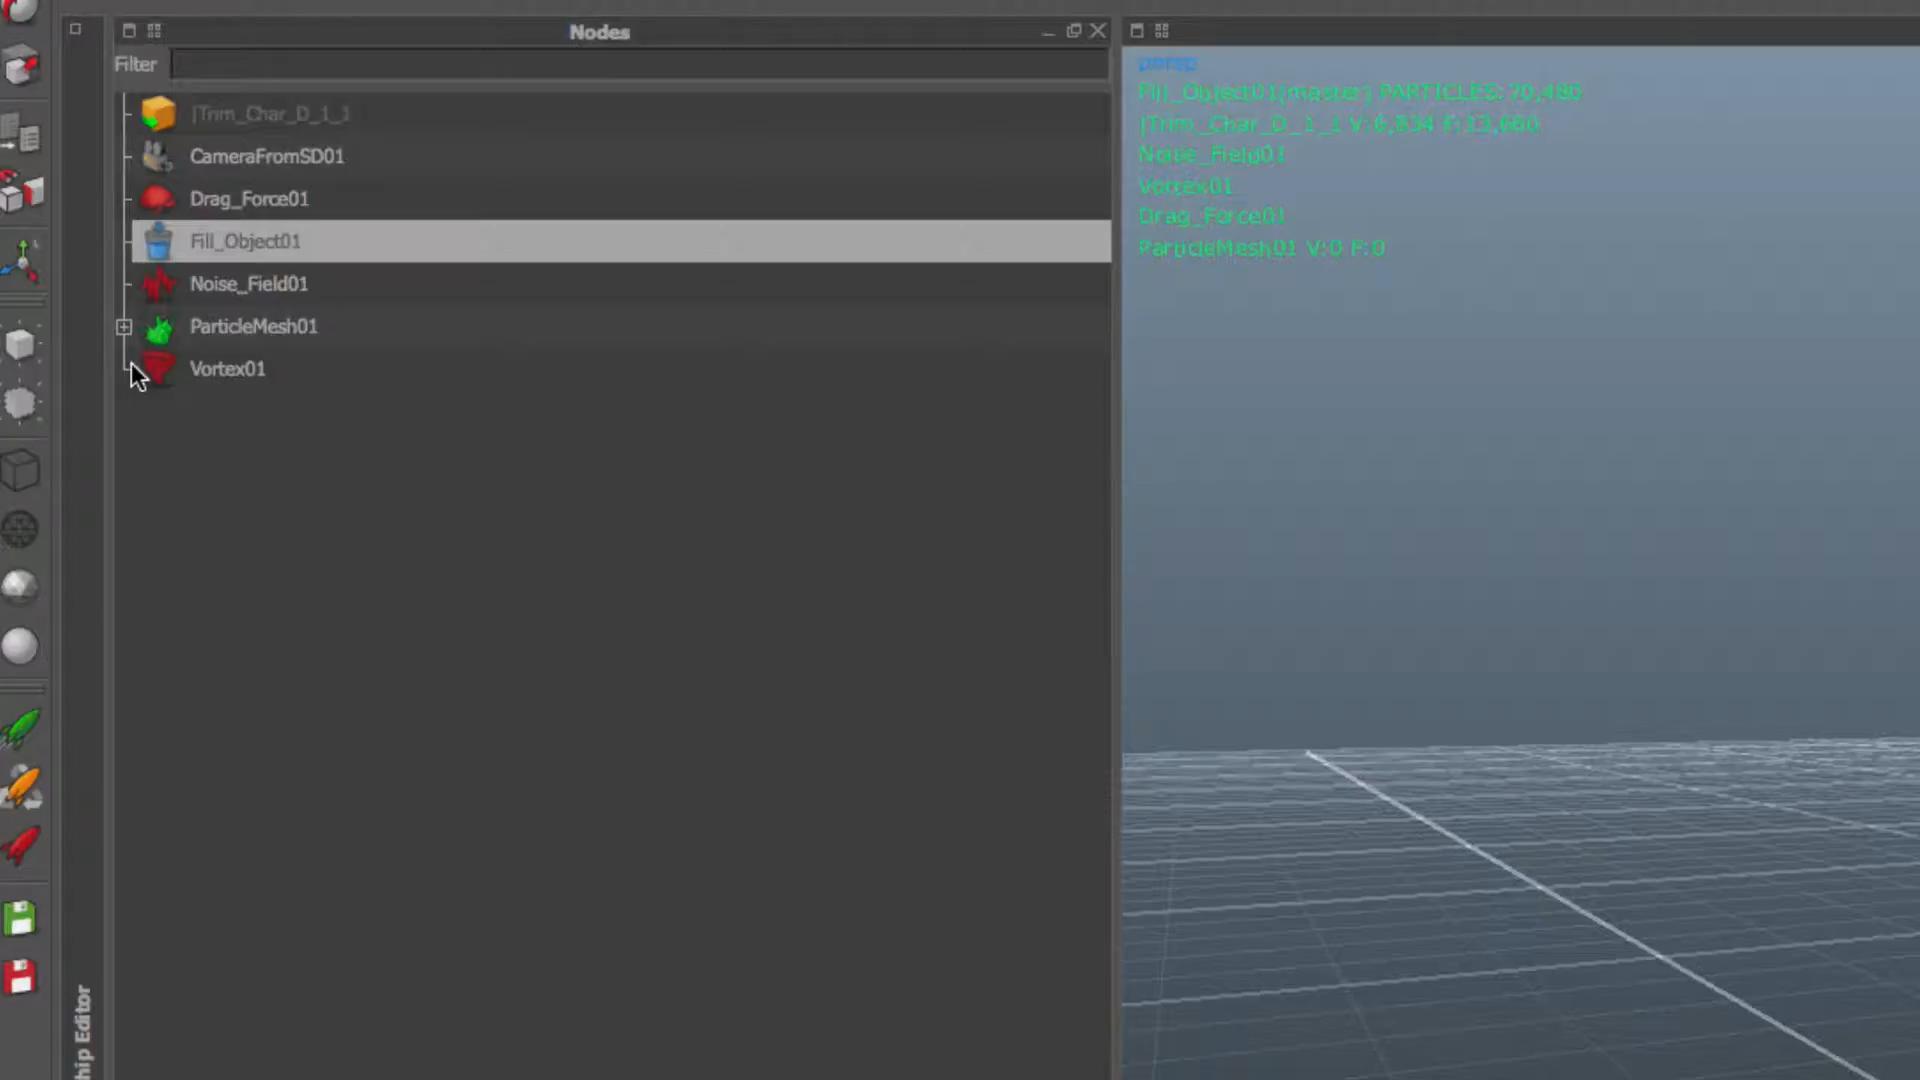 Nodes
Filter
|Trim_Char_D_1_1
CameraFromSD01
Drag_Force01
Fill_Object01
Noise_Field01
ParticleMesh01
Vortex01
hip Editor
persp
Fill_Object01[master] PARTICLES: 70,480
|Trim_Char_D_1_1 V:6,834 F:13,660
Noise_Field01
Vortex01
Drag_Force01
ParticleMesh01 V:0 F:0